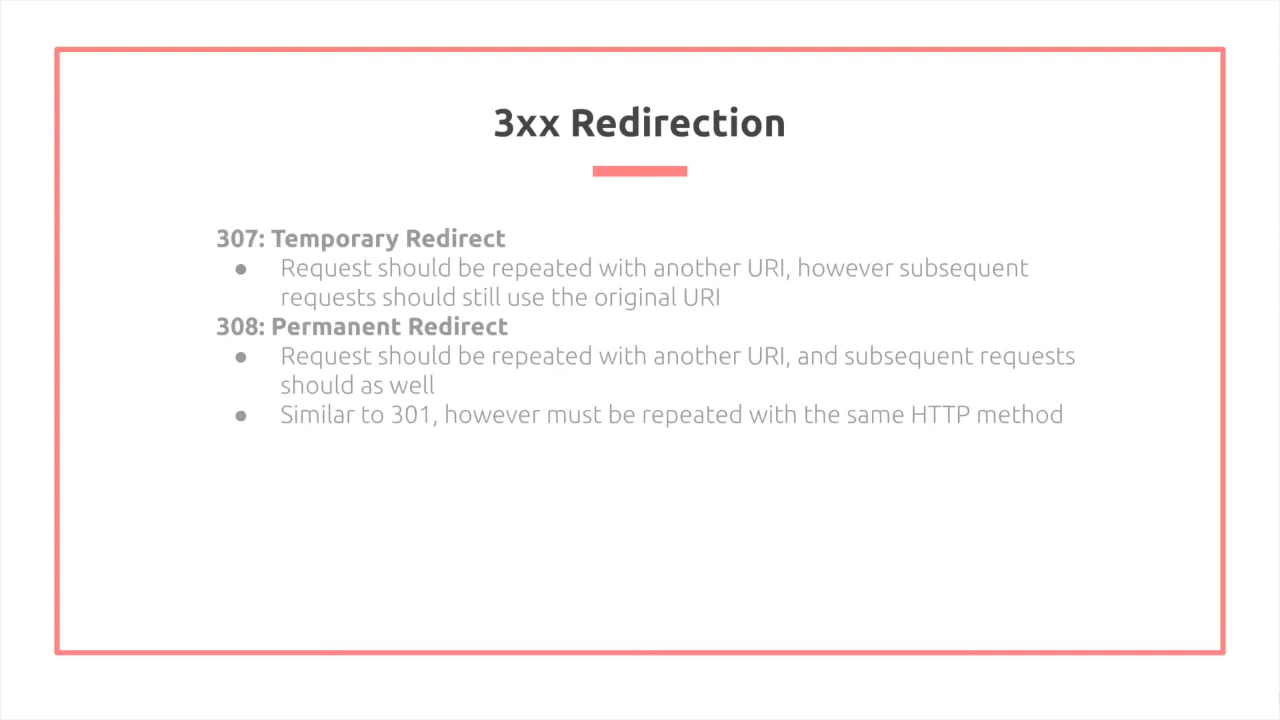 3xx Redirection
307: Temporary Redirect
● Request should be repeated with another URI, however subsequent
requests should still use the original URI
308: Permanent Redirect
● Request should be repeated with another URI, and subsequent requests
should as well
● Similar to 301, however must be repeated with the same HTTP method